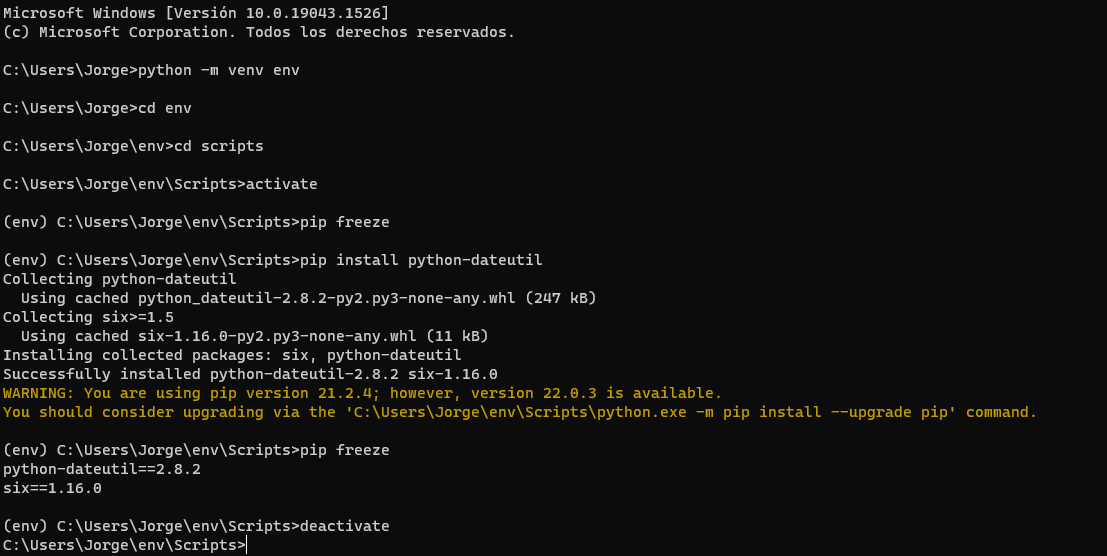 Microsoft Windows [Versión 10.0.19043.1526]
(c) Microsoft Corporation. Todos los derechos reservados.
C:\Users\Jorge>python -m venv env
C:\Users\Jorge>cd env
C:\Users\Jorge\env>cd scripts
C:\Users\Jorge\env\Scripts>activate
(env) C:\Users\Jorge\env\Scripts>pip freeze
(env) C:\Users\Jorge\env\Scripts>pip install python-dateutil
Collecting python-dateutil
  Using cached python_dateutil-2.8.2-py2.py3-none-any.whl (247 kB)
Collecting six>=1.5
  Using cached six-1.16.0-py2.py3-none-any.whl (11 kB)
Installing collected packages: six, python-dateutil
Successfully installed python-dateutil-2.8.2 six-1.16.0
WARNING: You are using pip version 21.2.4; however, version 22.0.3 is available.
You should consider upgrading via the 'C:\Users\Jorge\env\Scripts\python.exe -m pip install --upgrade pip' command.
(env) C:\Users\Jorge\env\Scripts>pip freeze
python-dateutil==2.8.2
six==1.16.0
(env) C:\Users\Jorge\env\Scripts>deactivate
C:\Users\Jorge\env\Scripts>